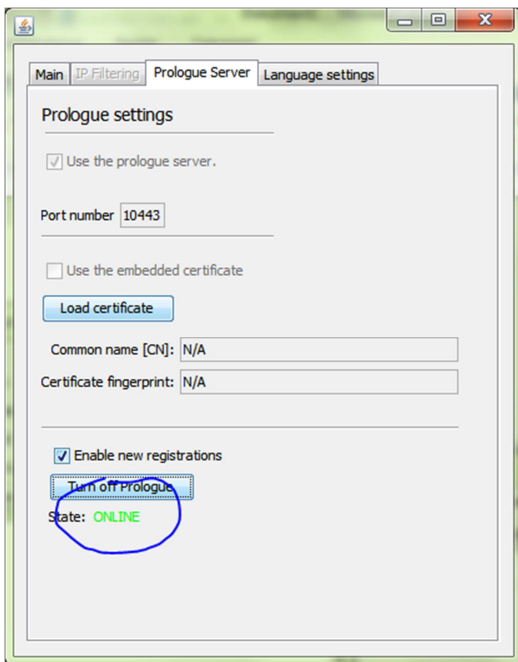 Main IP Filtering Prologue Server Language settings
Prologue settings
Use the prologue server.
Port number 10443
Use the embedded certificate
Load certificate
Common name [CN]: N/A
Certificate fingerprint: N/A
Enable new registrations
Turn off Prologue
State: ONLINE